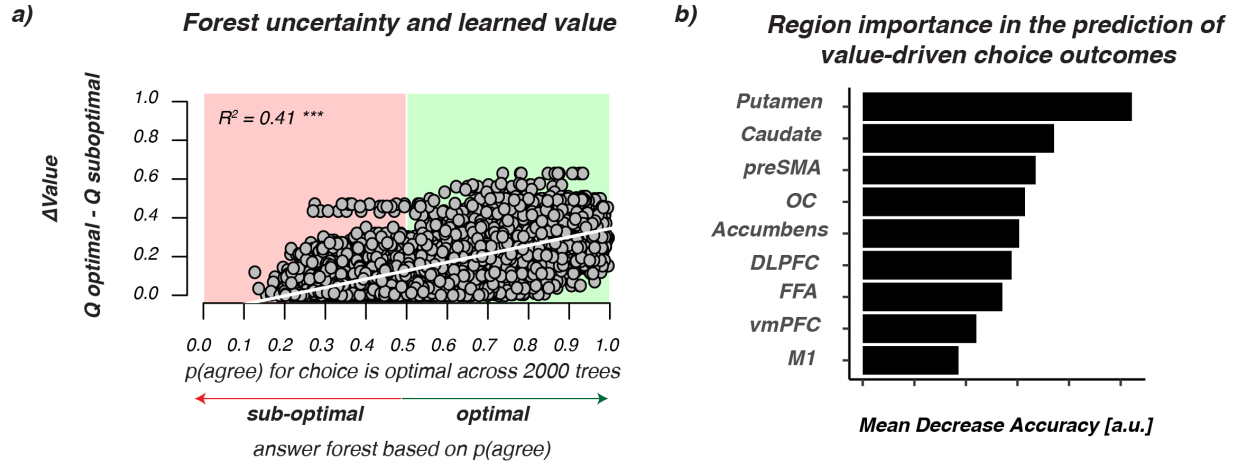 a)
Forest uncertainty and learned value
ΔValue
Q optimal - Q suboptimal
1.0
0.8
0.6
0.4
0.2
0.0
R² = 0.41 ***
0.0 0.1 0.2 0.3 0.4 0.5 0.6 0.7 0.8 0.9 1.0
p(agree) for choice is optimal across 2000 trees
sub-optimal optimal
answer forest based on p(agree)
b)
Region importance in the prediction of
value-driven choice outcomes
Putamen
Caudate
preSMA
OC
Accumbens
DLPFC
FFA
vmPFC
M1
Mean Decrease Accuracy [a.u.]